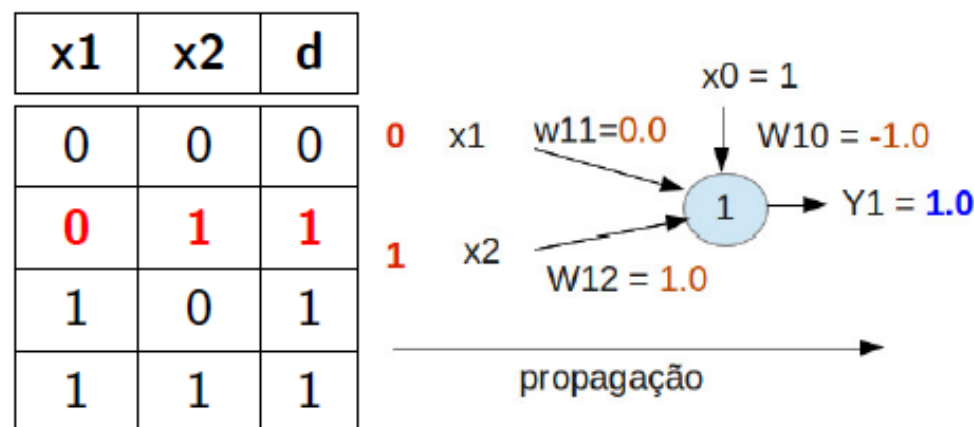 x1 x2 d
0 0 0
0 1 1
1 0 1
1 1 1
x0 = 1
0 x1 w11=0.0 W10 = -1.0
1 Y1 = 1.0
1 x2
W12 = 1.0
propagação